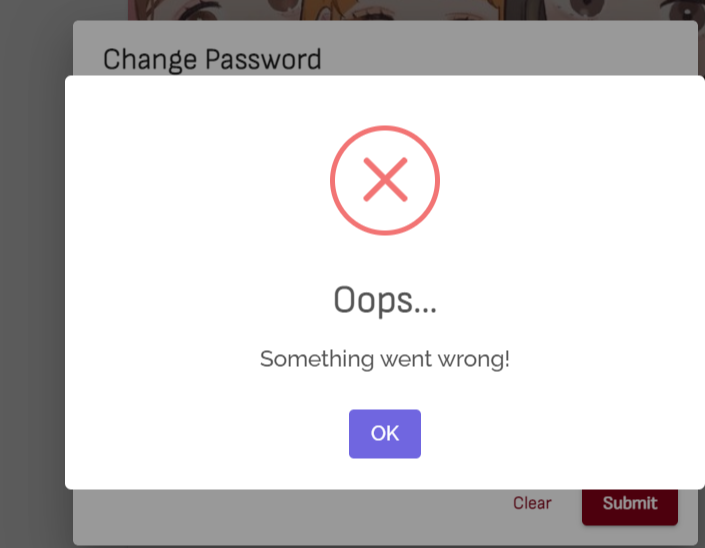 Change Password
Oops...
Something went wrong!
OK
Clear
Submit